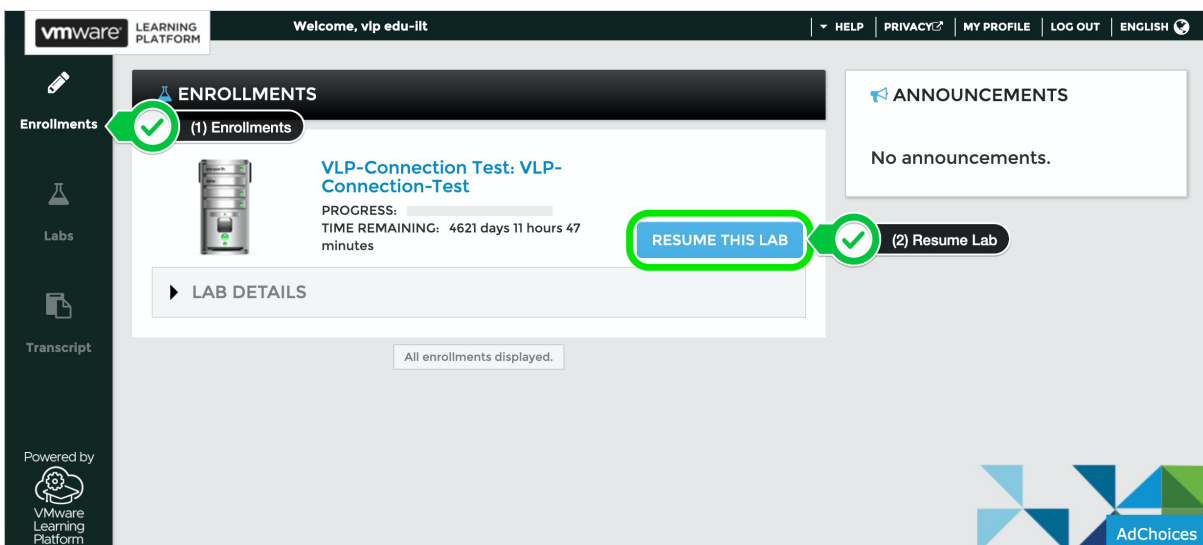 vmware® LEARNING
PLATFORM
Welcome, vlp edu-ilt
HELP
PRIVACY
MY PROFILE
LOG OUT
ENGLISH
Enrollments
Labs
Transcript
Powered by
VMware
Learning
Platform
ENROLLMENTS
(1) Enrollments
VLP-Connection Test: VLP-
Connection-Test
PROGRESS:
TIME REMAINING: 4621 days 11 hours 47
minutes
RESUME THIS LAB
(2) Resume Lab
LAB DETAILS
All enrollments displayed.
ANNOUNCEMENTS
No announcements.
AdChoices